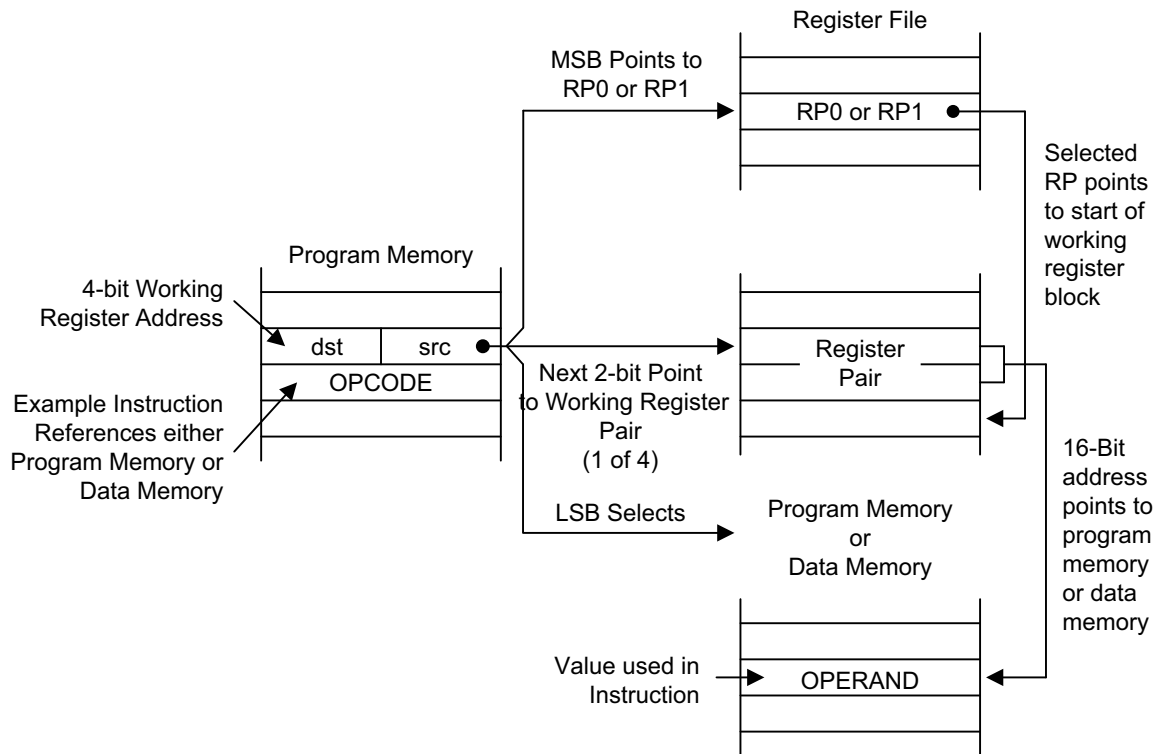 Register File
MSB Points to
RP0 or RP1
RP0 or RP1
Selected
RP points
to start of
working
register
block
Program Memory
4-bit Working
Register Address
dst
src
OPCODE
Example Instruction
References either
Program Memory or
Data Memory
Next 2-bit Point
to Working Register
Pair
(1 of 4)
Register
Pair
LSB Selects
Program Memory
or
Data Memory
16-Bit
address
points to
program
memory
or data
memory
Value used in
Instruction
OPERAND